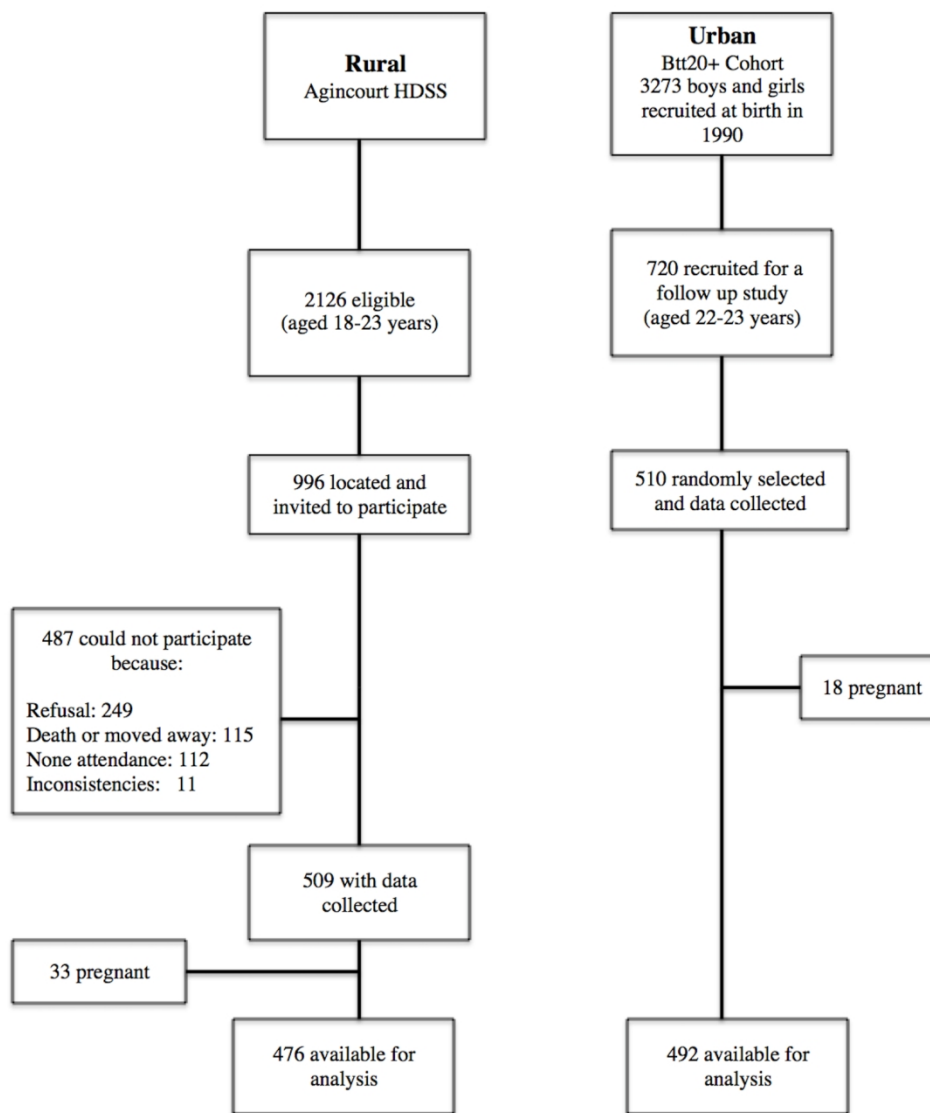 Rural
Agincourt HDSS
2126 eligible
(aged 18-23 years)
996 located and
invited to participate
487 could not participate
because:
Refusal: 249
Death or moved away: 115
None attendance: 112
Inconsistencies: 11
509 with data
collected
33 pregnant
476 available for
analysis
Urban
Btt20+ Cohort
3273 boys and girls
recruited at birth in
1990
720 recruited for a
follow up study
(aged 22-23 years)
510 randomly selected
and data collected
18 pregnant
492 available for
analysis